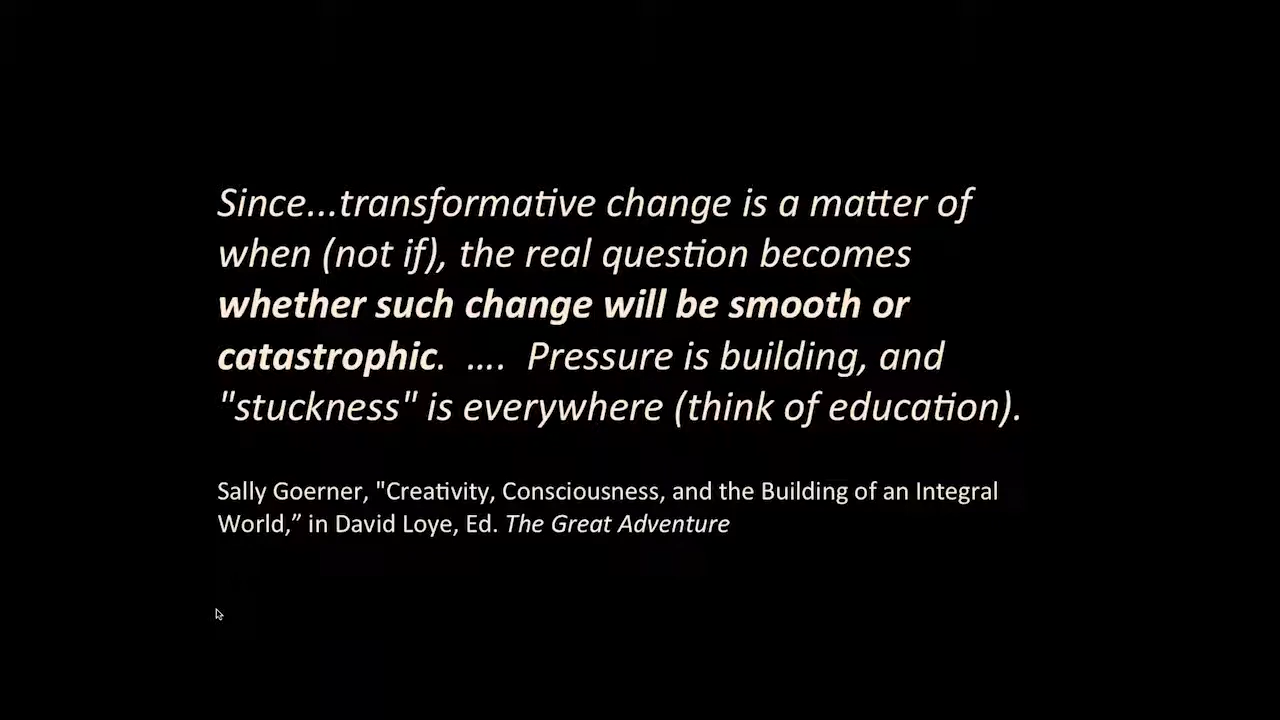 Since...transformative change is a matter of
when (not if), the real question becomes
whether such change will be smooth or
catastrophic.  ....  Pressure is building, and
"stuckness" is everywhere (think of education).
Sally Goerner, "Creativity, Consciousness, and the Building of an Integral
World,” in David Loye, Ed. The Great Adventure